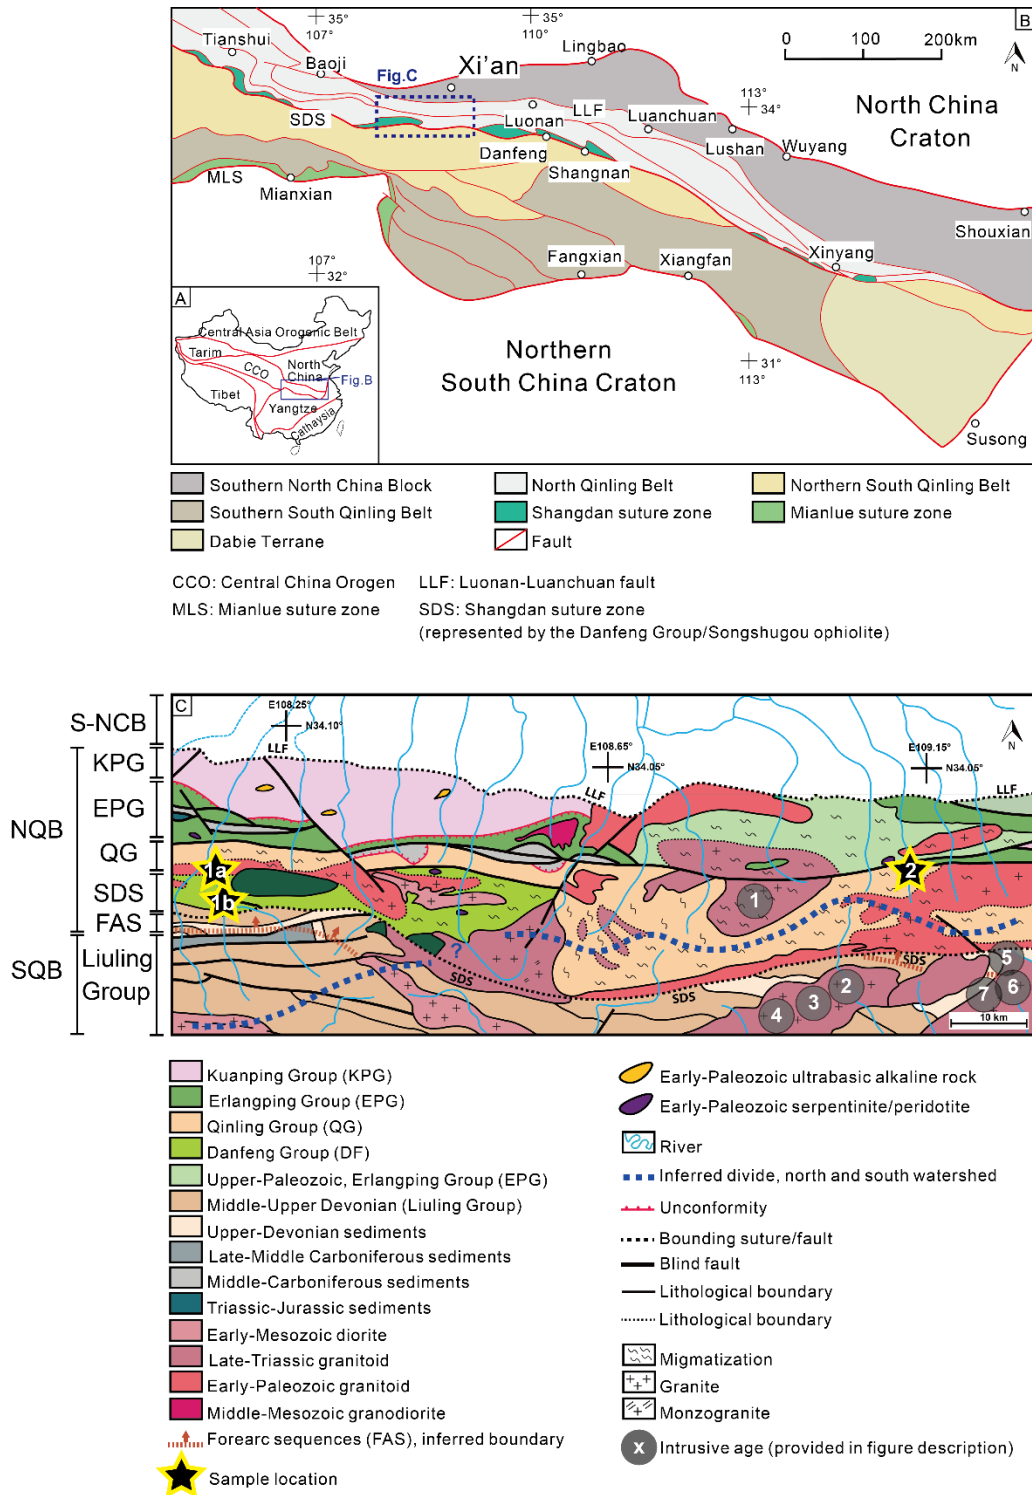 B
35°
107°
35°
110°
0 100 200km
N
Tianshui
Baoji
Lingbao
Xi'an
Fig.C
113°
34°
North China
Craton
SDS
Luonan
LLF
Luanchuan
Lushan
Wuyang
Danfeng
Shangnan
MLS
Mianxian
Shouxian
Xinyang
107°
32°
Fangxian
Xiangfan
A
Central Asia Orogenic Belt
Tarim
CCO
North
China
Fig.B
Tibet
Yangtze
Cathaysia
Northern
South China Craton
31°
113°
Susong
Southern North China Block
North Qinling Belt
Northern South Qinling Belt
Southern South Qinling Belt
Shangdan suture zone
Mianlue suture zone
Dabie Terrane
Fault
CCO: Central China Orogen LLF: Luonan-Luanchuan fault
MLS: Mianlue suture zone SDS: Shangdan suture zone
(represented by the Danfeng Group/Songshugou ophiolite)
C
S-NCB
KPG
EPG
NQB
QG
SDS
FAS
SQB
Liuling
Group
E108.25°
N34.10°
LLF
E108.65°
N34.05°
E109.15°
N34.05°
N
LLF
LLF
1a
1b
2
1
?
SDS
SDS
SDS
5
2
3
4
7
6
10 km
Kuanping Group (KPG)
Erlangping Group (EPG)
Qinling Group (QG)
Danfeng Group (DF)
Upper-Paleozoic, Erlangping Group (EPG)
Middle-Upper Devonian (Liuling Group)
Upper-Devonian sediments
Late-Middle Carboniferous sediments
Middle-Carboniferous sediments
Triassic-Jurassic sediments
Early-Mesozoic diorite
Late-Triassic granitoid
Early-Paleozoic granitoid
Middle-Mesozoic granodiorite
Forearc sequences (FAS), inferred boundary
Sample location
Early-Paleozoic ultrabasic alkaline rock
Early-Paleozoic serpentinite/peridotite
River
Inferred divide, north and south watershed
Unconformity
Bounding suture/fault
Blind fault
Lithological boundary
Lithological boundary
Migmatization
Granite
Monzogranite
X Intrusive age (provided in figure description)